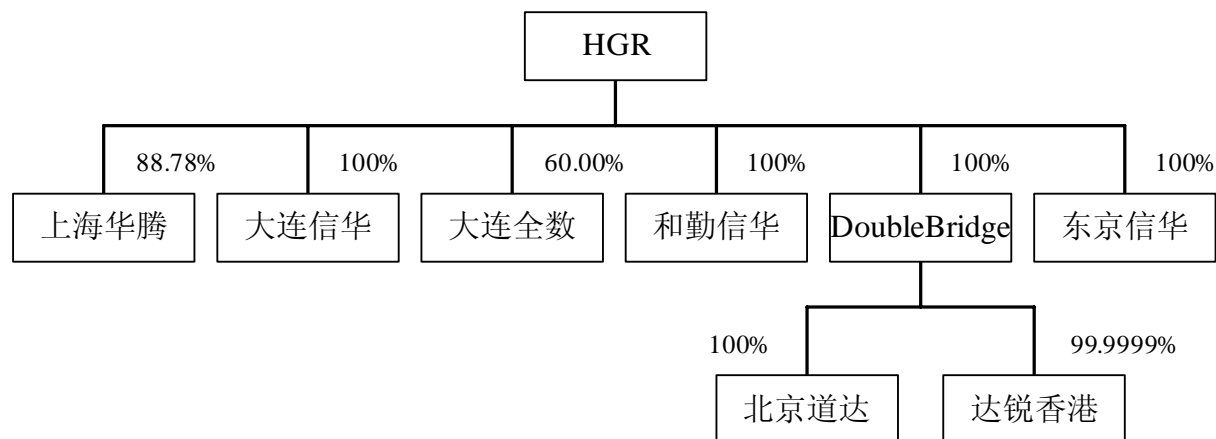 HGR
88.78%
100%
60.00%
100%
100%
100%
上海华腾
大连信华
大连全数
和勤信华
DoubleBridge
东京信华
100%
99.9999%
北京道达
达锐香港